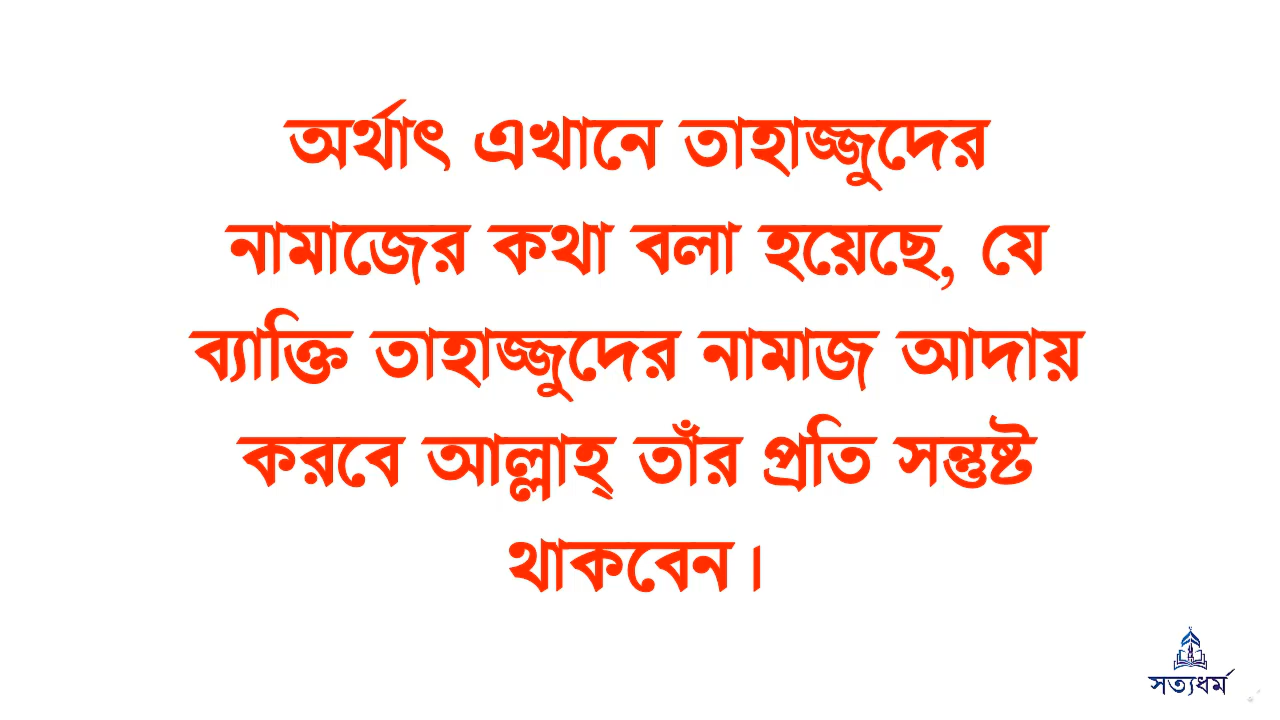 অর্থাৎ এখানে তাহাজ্জুদের
নামাজের কথা বলা হয়েছে, যে
ব্যাক্তি তাহাজ্জুদের নামাজ আদায়
করবে আল্লাহ্ তাঁর প্রতি সন্তুষ্ট
থাকবেন।
সত্যধর্ম